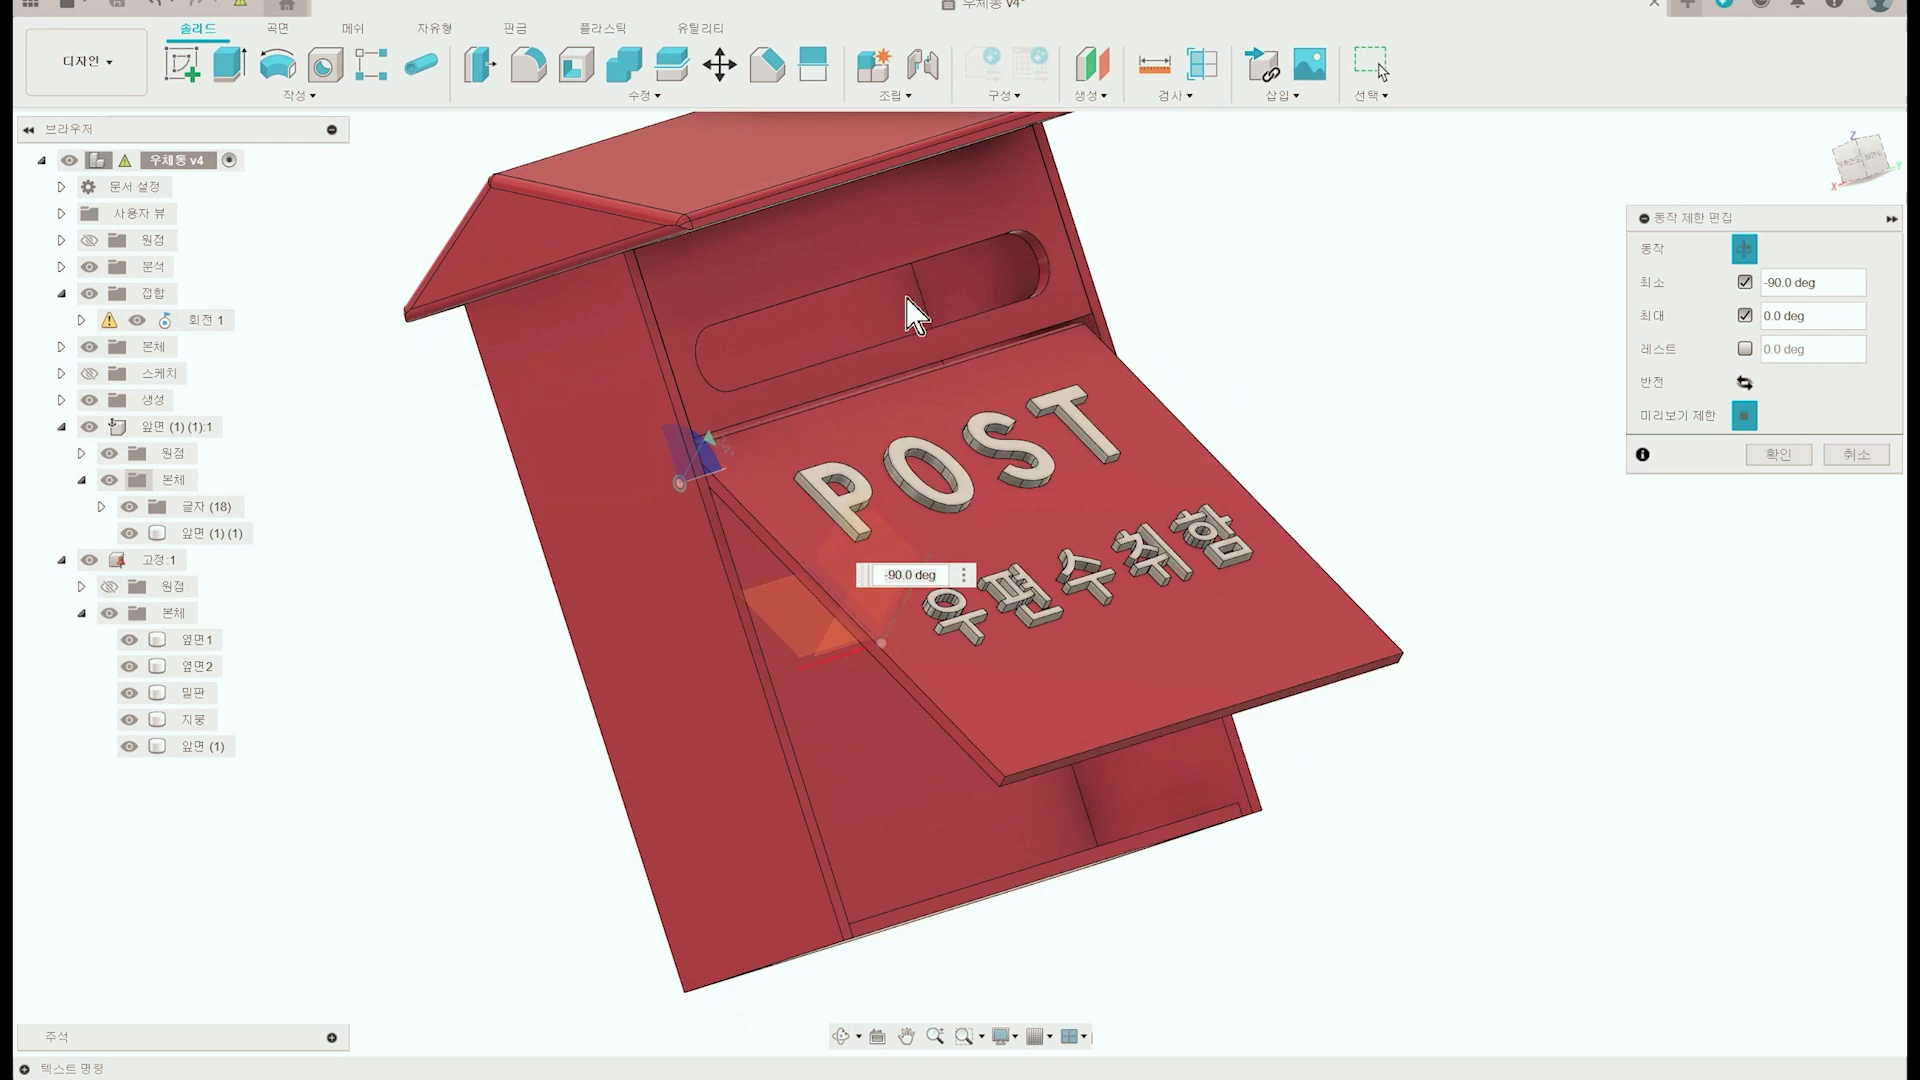 우체통 v4*
솔리드 곡면 메쉬 자유형 판금 플라스틱 유틸리티
디자인
작성 수정 조립 구성 생성 검사 삽입 선택
브라우저
우체통 v4
문서 설정
사용자 뷰
원점
분석
접합
회전 1
본체
스케치
생성
앞면 (1) (1):1
원점
본체
글자 (18)
앞면 (1) (1)
고정:1
원점
본체
옆면1
옆면2
밑판
지붕
앞면 (1)
POST
우편수취함
-90.0 deg
Z
Y
X
동작 제한 편집
동작
최소 -90.0 deg
최대 0.0 deg
레스트 0.0 deg
반전
미리보기 제한
확인 취소
주석
텍스트 명령